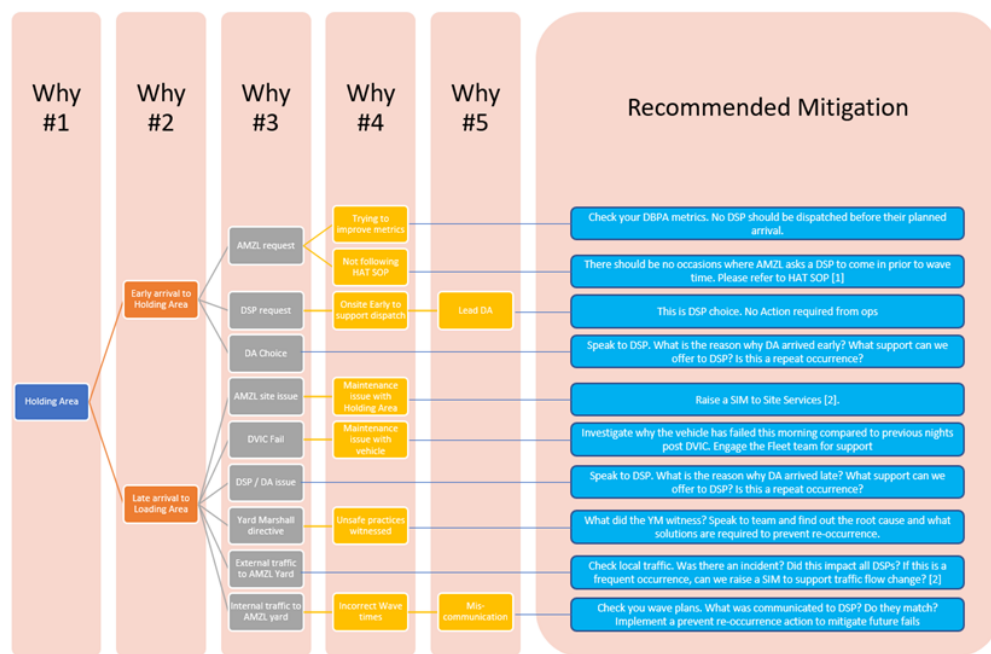 Why
#1
Why
#2
Why
#3
Why
#4
Why
#5
Recommended Mitigation
Holding Area
Early arrival to
Holding Area
Late arrival to
Loading Area
AMZL request
DSP request
DA Choice
AMZL site issue
DVIC Fail
DSP / DA issue
Yard Marshall
directive
External traffic
to AMZL Yard
Internal traffic to
AMZL yard
Trying to
improve metrics
Not following
HAT SOP
Onsite Early to
support dispatch
Maintenance
issue with
Holding Area
Maintenance
issue with
vehicle
Unsafe practices
witnessed
Incorrect Wave
times
Lead DA
Mis-
communication
Check your DBPA metrics. No DSP should be dispatched before their planned
arrival.
There should be no occasions where AMZL asks a DSP to come in prior to wave
time. Please refer to HAT SOP [1]
This is DSP choice. No Action required from ops
Speak to DSP. What is the reason why DA arrived early? What support can we
offer to DSP? Is this a repeat occurrence?
Raise a SIM to Site Services [2].
Investigate why the vehicle has failed this morning compared to previous nights
post DVIC. Engage the Fleet team for support
Speak to DSP. What is the reason why DA arrived late? What support can we
offer to DSP? Is this a repeat occurrence?
What did the YM witness? Speak to team and find out the root cause and what
solutions are required to prevent re-occurrence.
Check local traffic. Was there an incident? Did this impact all DSPs? If this is a
frequent occurrence, can we raise a SIM to support traffic flow change? [2]
Check you wave plans. What was communicated to DSP? Do they match?
Implement a prevent re-occurrence action to mitigate future fails